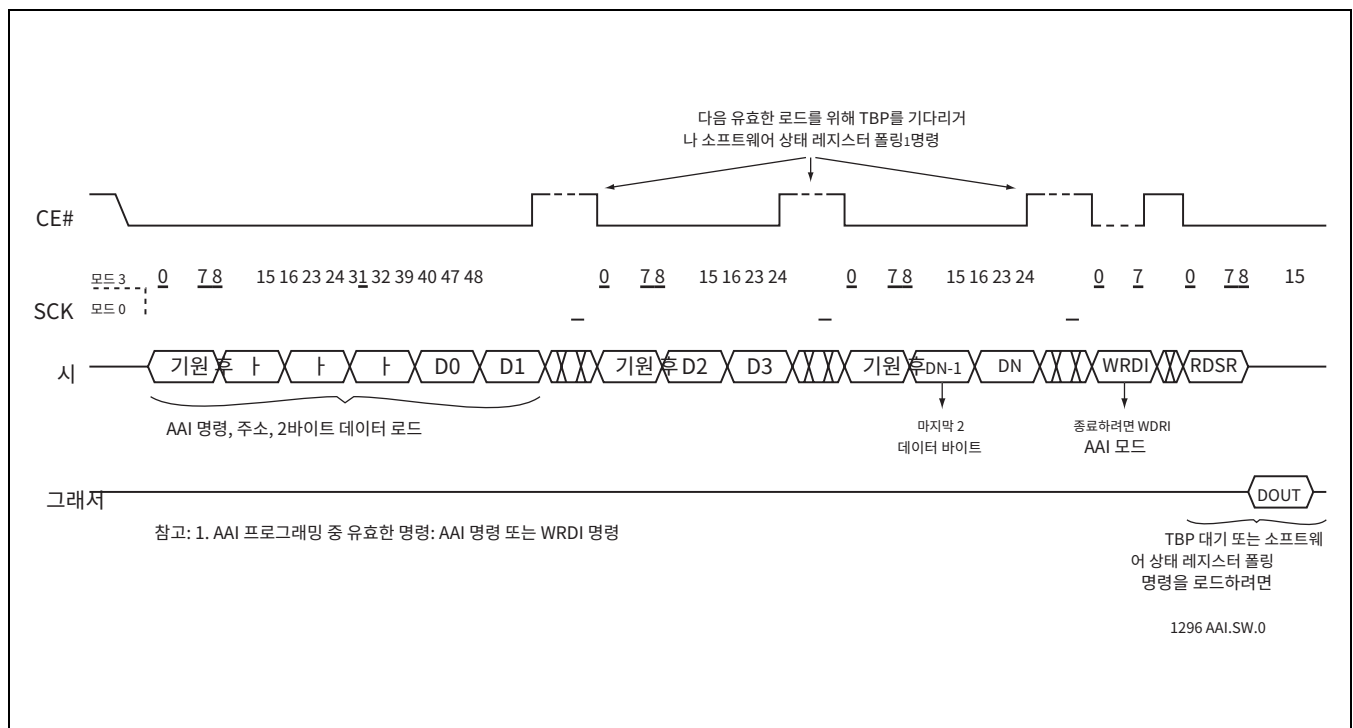 다음 유효한 로드를 위해 TBP를 기다리거
나 소프트웨어 상태 레지스터 폴링1명령
CE#
모드 3 0 7 8 15 16 23 24 31 32 39 40 47 48 0 7 8 15 16 23 24 0 7 8 15 16 23 24 0 7 0 7 8 15
SCK 모드 0
시 기원 후 ㅏ ㅏ ㅏ D0 D1 기원 후 D2 D3 기원 후 DN-1 DN WRDI RDSR
AAI 명령, 주소, 2바이트 데이터 로드
마지막 2
데이터 바이트
종료하려면 WDRI
AAI 모드
그래서 DOUT
참고: 1. AAI 프로그래밍 중 유효한 명령: AAI 명령 또는 WRDI 명령
TBP 대기 또는 소프트웨
어 상태 레지스터 폴링
명령을 로드하려면
1296 AAI.SW.0